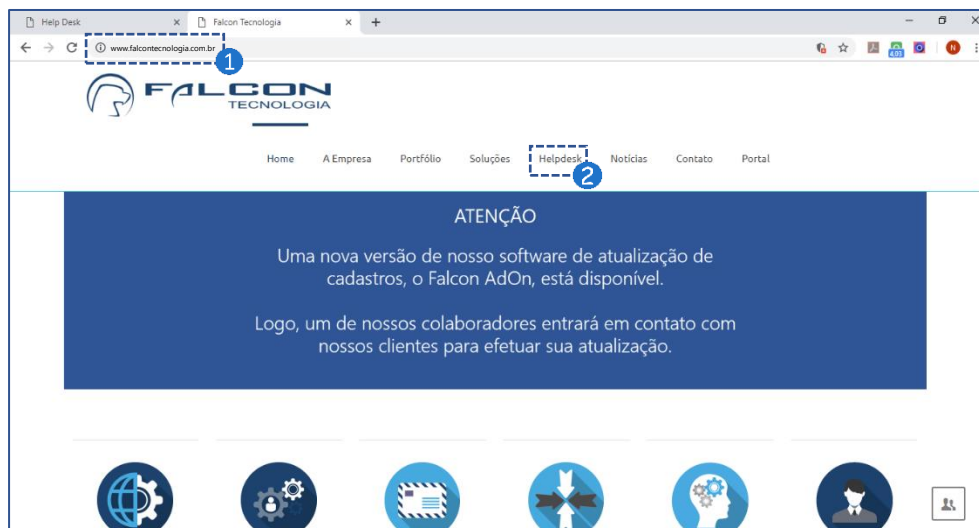 Help Desk
Falcon Tecnologia
www.falcontecnologia.com.br
1
4.03
N
FALCON
TECNOLOGIA
Home A Empresa Portfólio Soluções Helpdesk Notícias Contato Portal
2
ATENÇÃO
Uma nova versão de nosso software de atualização de
cadastros, o Falcon AdOn, está disponível.
Logo, um de nossos colaboradores entrará em contato com
nossos clientes para efetuar sua atualização.